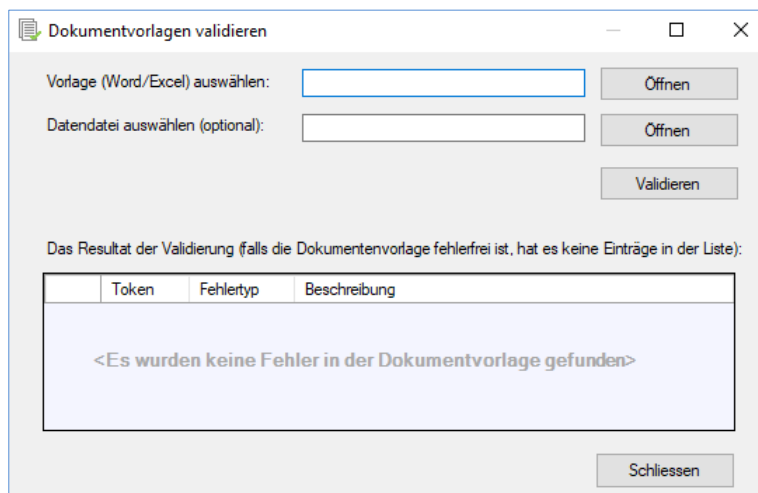 Dokumentvorlagen validieren
Vorlage (Word/Excel) auswählen:
Öffnen
Datendatei auswählen (optional):
Öffnen
Validieren
Das Resultat der Validierung (falls die Dokumentenvorlage fehlerfrei ist, hat es keine Einträge in der Liste):
Token Fehlertyp Beschreibung
<Es wurden keine Fehler in der Dokumentvorlage gefunden>
Schliessen